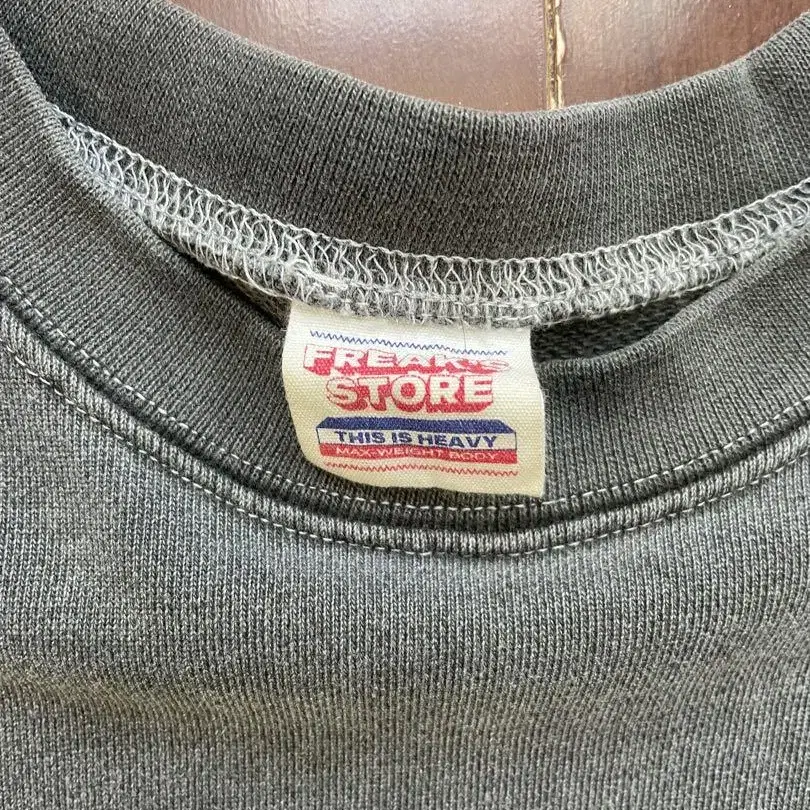 FREAK'S
STORE
THIS IS HEAVY
MAX-WEIGHT BODY